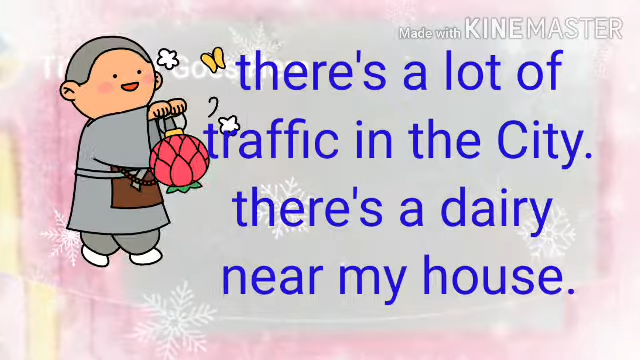 Made with KINEMASTER
there's a lot of
traffic in the City.
there's a dairy
near my house.